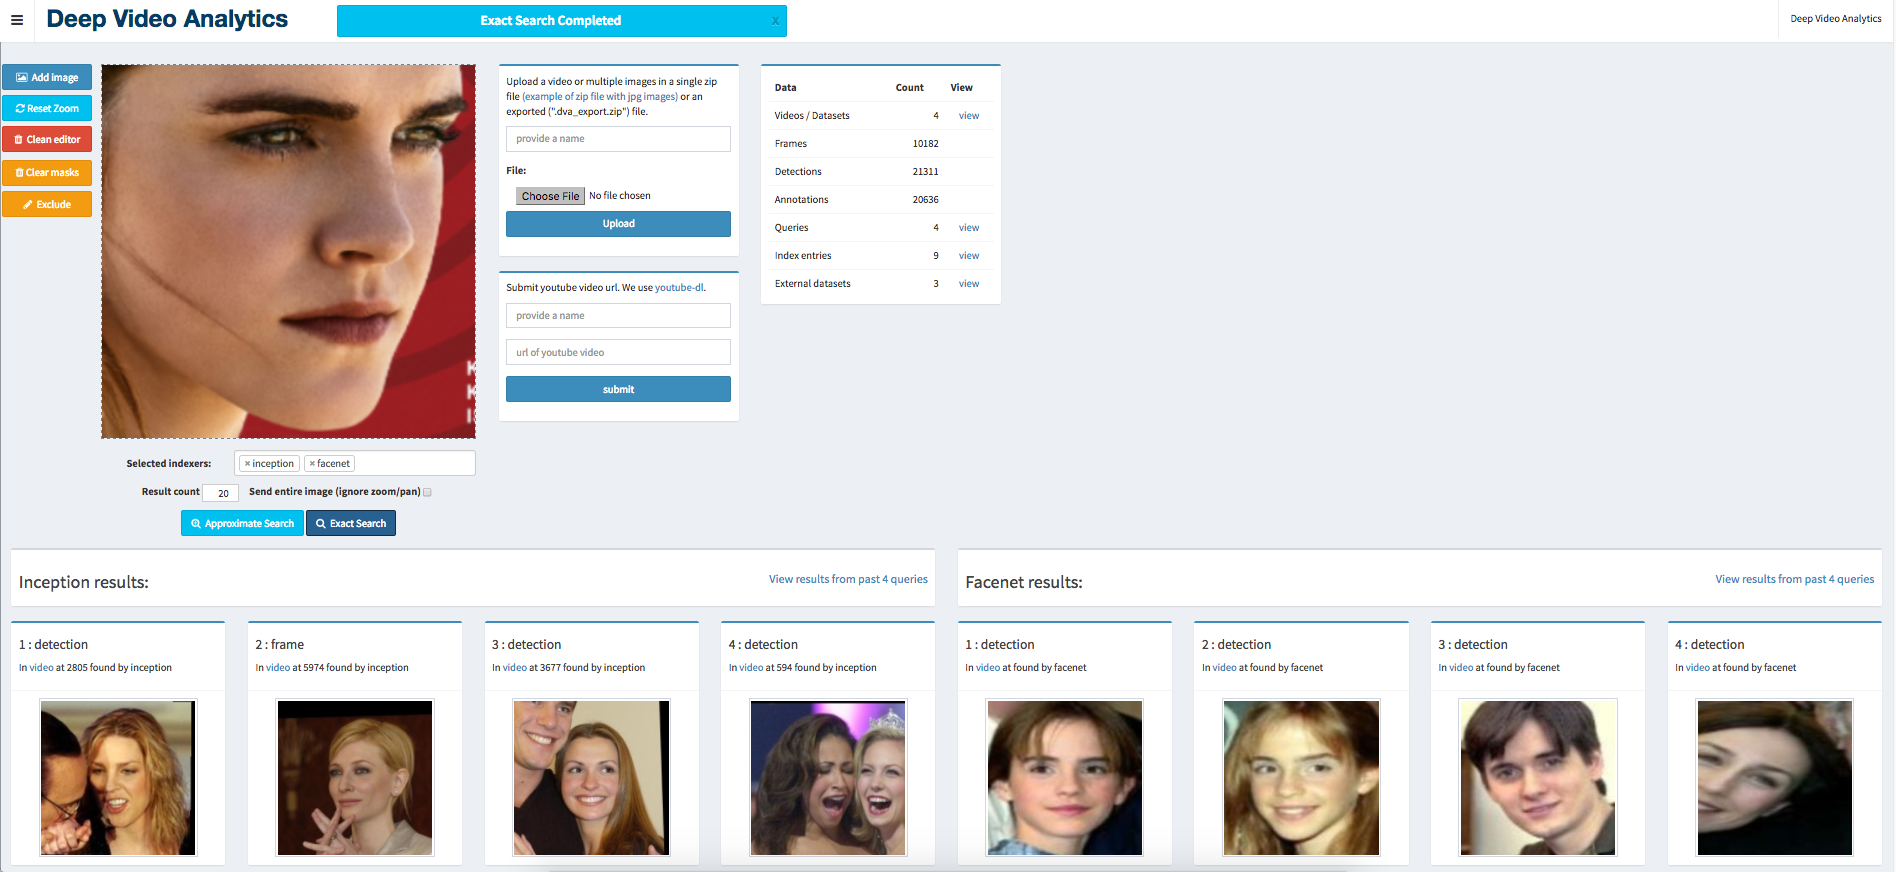 Deep Video Analytics
Exact Search Completed
x
Deep Video Analytics
Add image
Reset Zoom
Clean editor
Clear masks
Exclude
K
K
I
Selected indexers:
× inception × facenet
Result count 20 Send entire image (ignore zoom/pan)
Approximate Search Exact Search
Upload a video or multiple images in a single zip
file (example of zip file with jpg images) or an
exported (".dva_export.zip") file.
provide a name
File:
Choose File No file chosen
Upload
Submit youtube video url. We use youtube-dl.
provide a name
url of youtube video
submit
Data Count View
Videos / Datasets 4 view
Frames 10182
Detections 21311
Annotations 20636
Queries 4 view
Index entries 9 view
External datasets 3 view
Inception results:
View results from past 4 queries
1 : detection
In video at 2805 found by inception
2 : frame
In video at 5974 found by inception
3 : detection
In video at 3677 found by inception
4 : detection
In video at 594 found by inception
Facenet results:
View results from past 4 queries
1 : detection
In video at found by facenet
2 : detection
In video at found by facenet
3 : detection
In video at found by facenet
4 : detection
In video at found by facenet